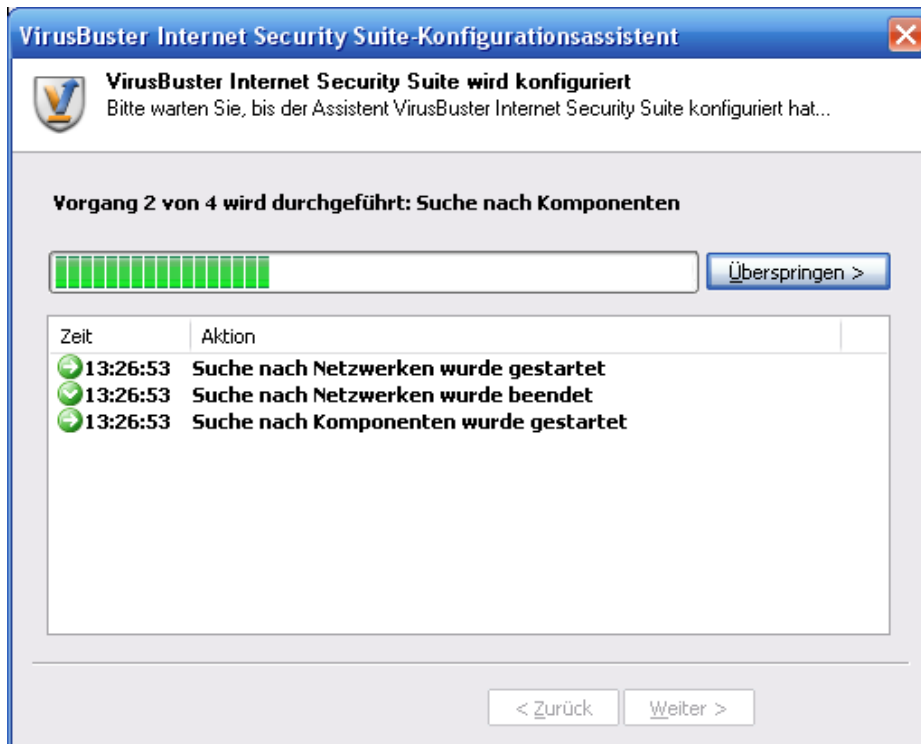 VirusBuster Internet Security Suite-Konfigurationsassistent
VirusBuster Internet Security Suite wird konfiguriert
Bitte warten Sie, bis der Assistent VirusBuster Internet Security Suite konfiguriert hat...
Vorgang 2 von 4 wird durchgeführt: Suche nach Komponenten
Überspringen >
Zeit Aktion
13:26:53 Suche nach Netzwerken wurde gestartet
13:26:53 Suche nach Netzwerken wurde beendet
13:26:53 Suche nach Komponenten wurde gestartet
< Zurück Weiter >